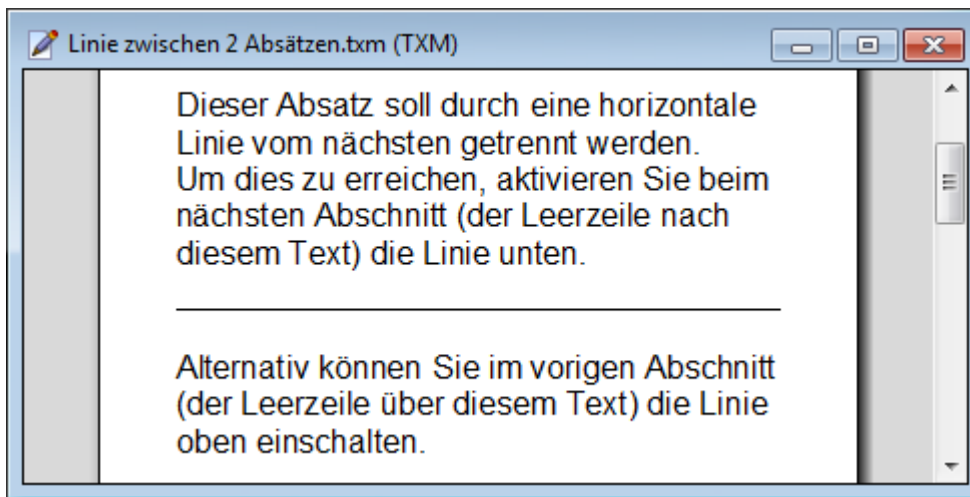 Linie zwischen 2 Absätzen.txm (TXM)
Dieser Absatz soll durch eine horizontale
Linie vom nächsten getrennt werden.
Um dies zu erreichen, aktivieren Sie beim
nächsten Abschnitt (der Leerzeile nach
diesem Text) die Linie unten.
Alternativ können Sie im vorigen Abschnitt
(der Leerzeile über diesem Text) die Linie
oben einschalten.